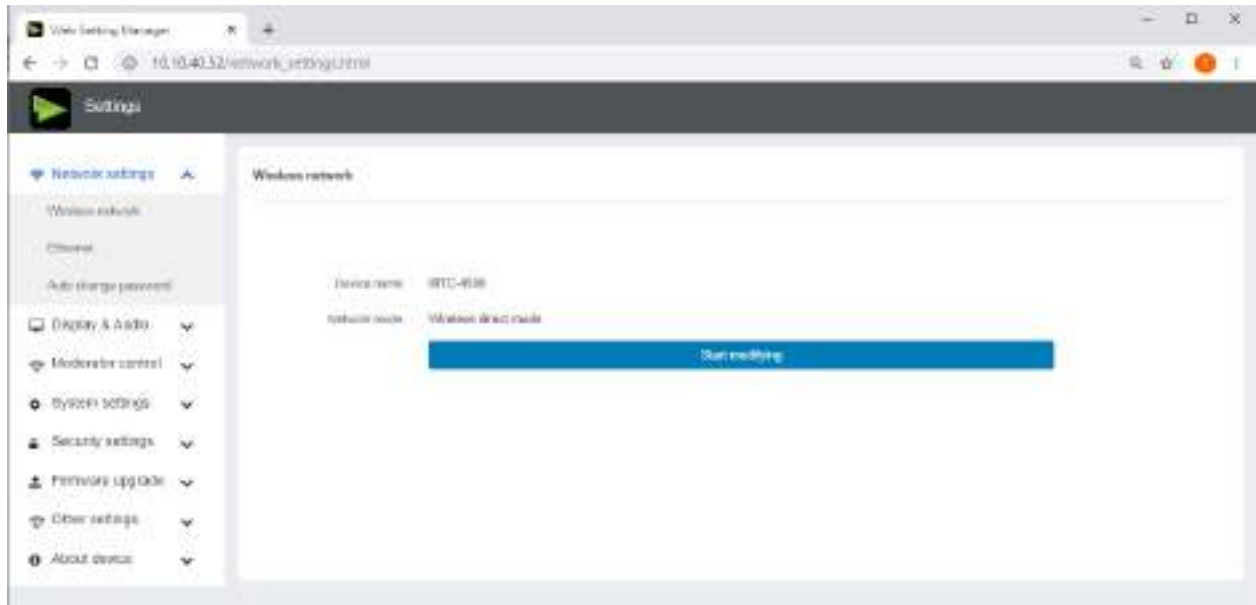 Web Setting Manager
10.10.40.52/network_settings.html
Settings
Network settings
Wireless network
Ethernet
Auto change password
Display & Audio
Moderator control
System settings
Security settings
Firmware upgrade
Other settings
About device
Wireless network
Device name
Network mode Wireless direct mode
Start modifying